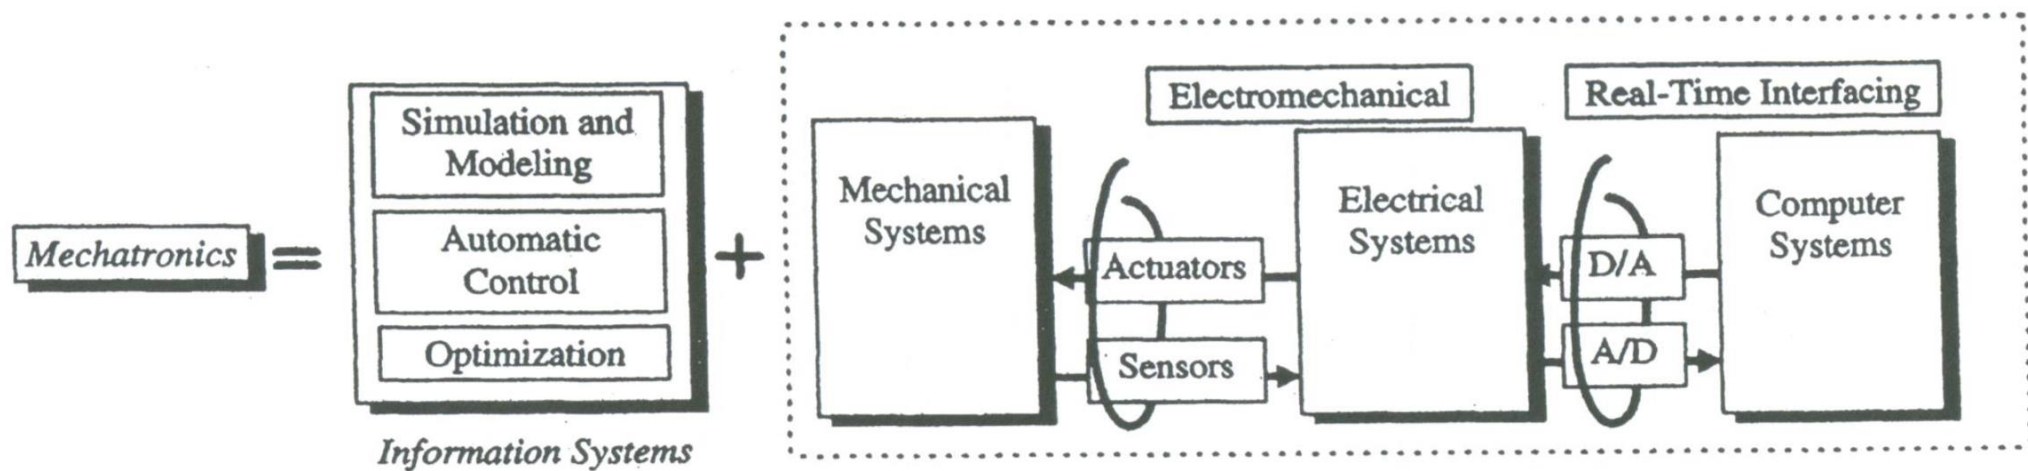 Mechatronics
=
Simulation and
Modeling
Automatic
Control
Optimization
Information Systems
+
Electromechanical
Real-Time Interfacing
Mechanical
Systems
Actuators
Sensors
Electrical
Systems
D/A
A/D
Computer
Systems